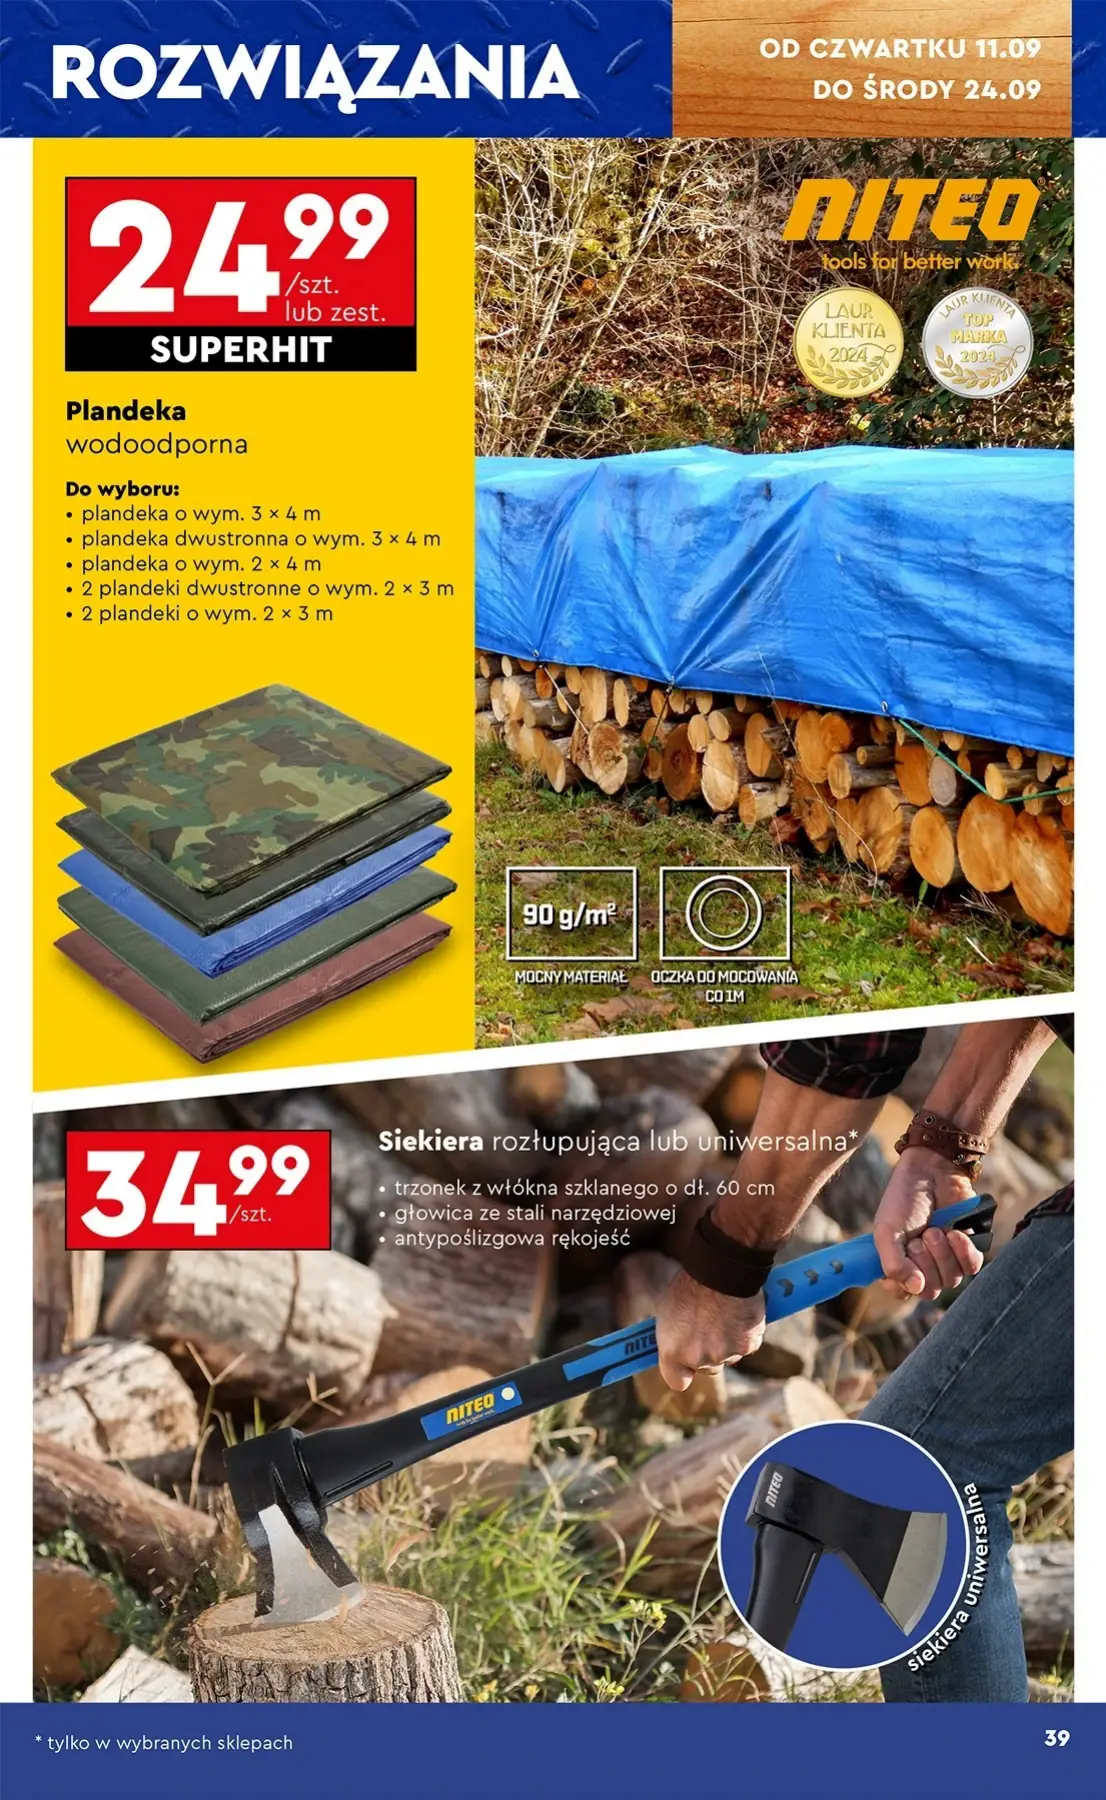 ROZWIĄZANIA
OD CZWARTKU 11.09
DO ŚRODY 24.09
24,99
/szt.
lub zest.
SUPERHIT
Plandeka
wodoodporna
Do wyboru:
• plandeka o wym. 3 × 4 m
• plandeka dwustronna o wym. 3 × 4 m
• plandeka o wym. 2 × 4 m
• 2 plandeki dwustronne o wym. 2 × 3 m
• 2 plandeki o wym. 2 × 3 m
NITEO®
tools for better work.
LAUR
KLIENTA
2024
LAUR KLIENTA
TOP
MARKA
2024
90 g/m²
MOCNY MATERIAŁ
OCZKA DO MOCOWANIA
CO 1M
34,99
/szt.
Siekiera rozłupująca lub uniwersalna*
• trzonek z włókna szklanego o dł. 60 cm
• głowica ze stali narzędziowej
• antypoślizgowa rękojeść
NITE
NITEO
NITEO
siekiera uniwersalna
* tylko w wybranych sklepach
39